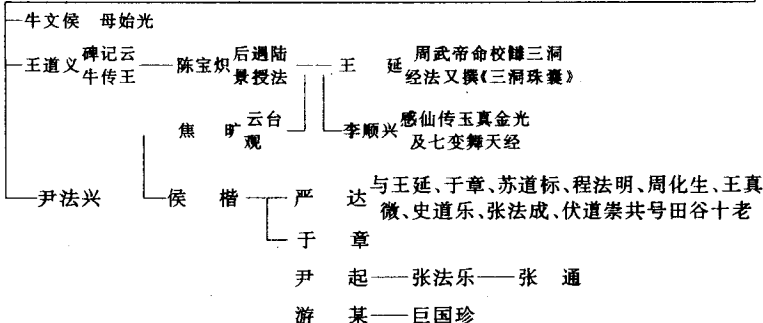 牛文侯 母始光
王道义 碑记云牛传王 陈宝炽 后遇陆景授法 王延 周武帝命校雠三洞经法又撰《三洞珠囊》
焦旷 云台观 李顺兴 感仙传玉真金光及七变舞天经
尹法兴 侯楷 严达 与王延、于章、苏道标、程法明、周化生、王真微、史道乐、张法成、伏道崇共号田谷十老
于章
尹起 张法乐 张通
游某 巨国珍